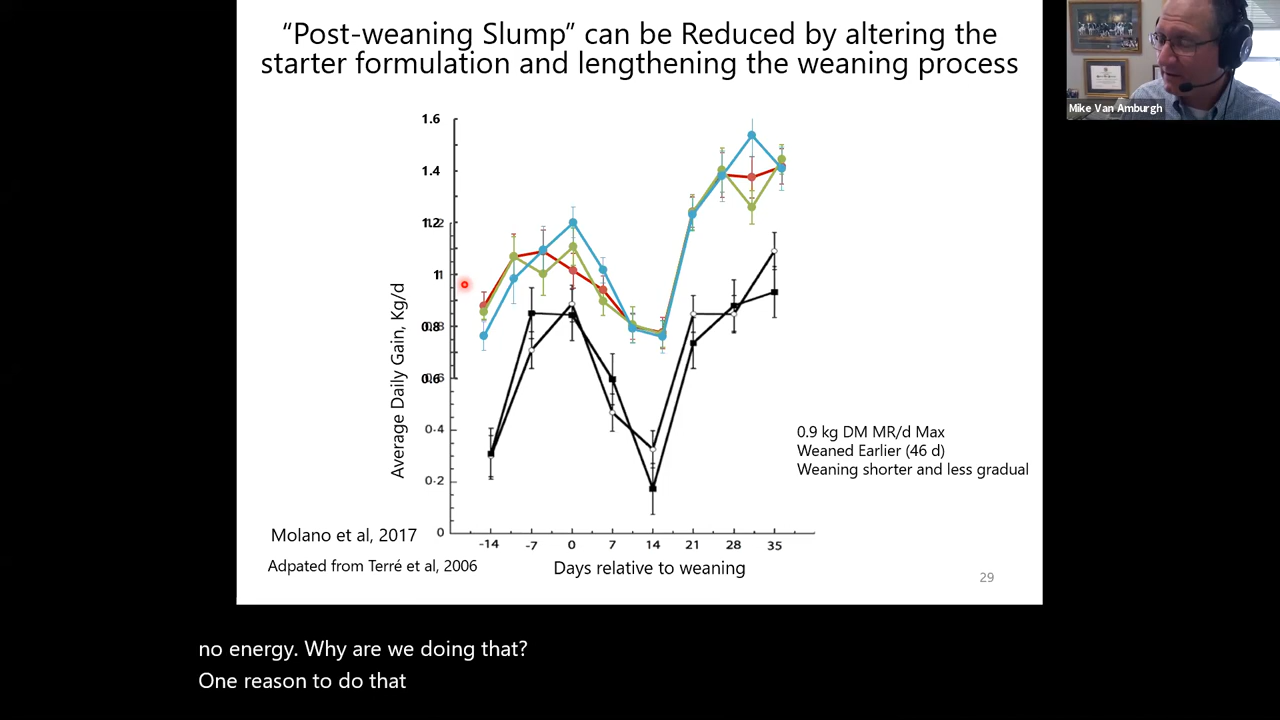 “Post-weaning Slump” can be Reduced by altering the
starter formulation and lengthening the weaning process
Mike Van Amburgh
1.6
1.4
1.2
1
0.8
0.6
0·4
0·2
0
Average Daily Gain, Kg/d
-14 -7 0 7 14 21 28 35
Days relative to weaning
0.9 kg DM MR/d Max
Weaned Earlier (46 d)
Weaning shorter and less gradual
Molano et al, 2017
Adpated from Terré et al, 2006
29
no energy. Why are we doing that?
One reason to do that